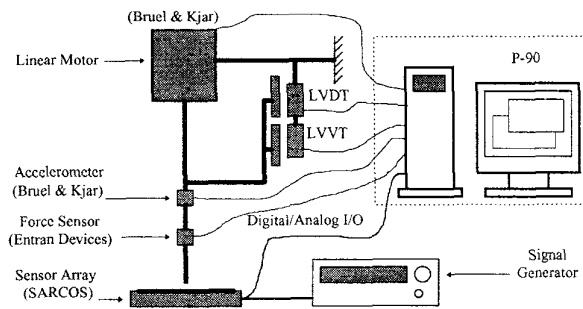 (Bruel & Kjar)
Linear Motor
P-90
LVDT
LVVT
Accelerometer
(Bruel & Kjar)
Force Sensor
(Entran Devices)
Digital/Analog I/O
Sensor Array
(SARCOS)
Signal
Generator